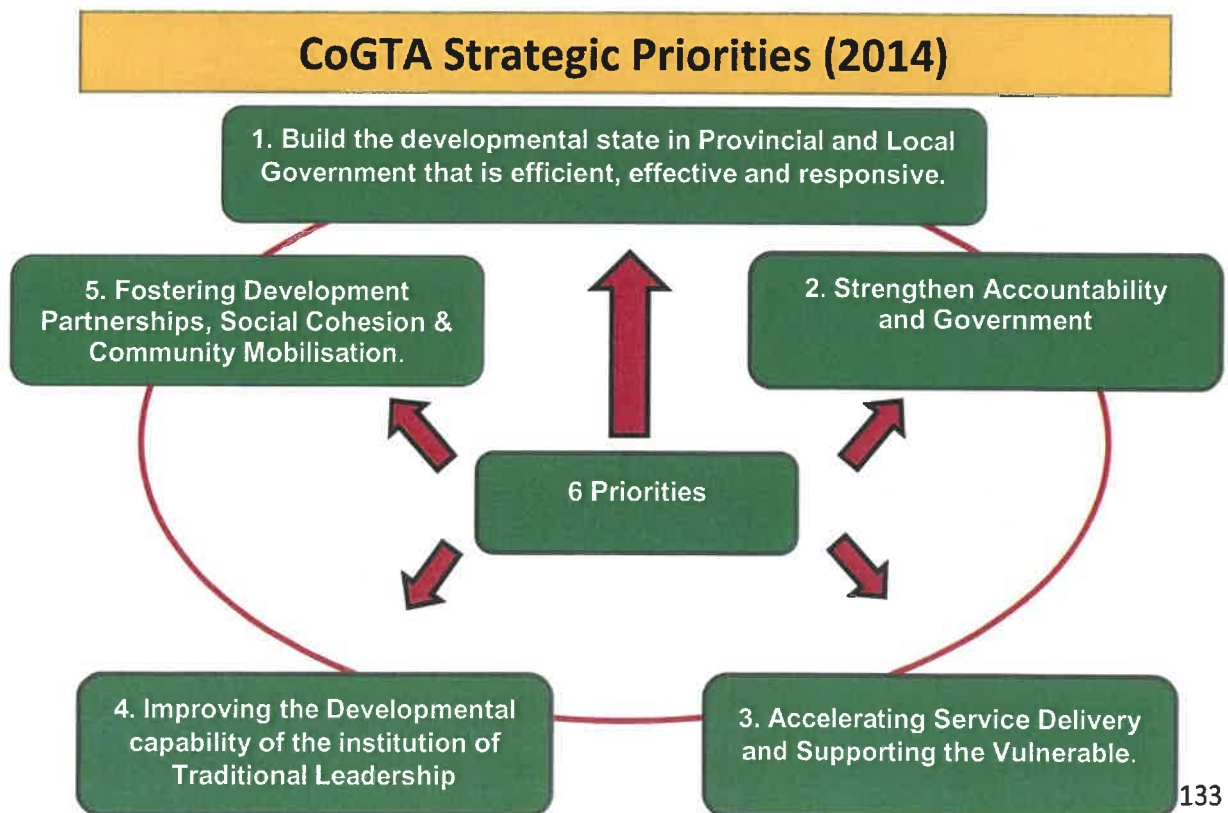 CoGTA Strategic Priorities (2014)
1. Build the developmental state in Provincial and Local
Government that is efficient, effective and responsive.
2. Strengthen Accountability
and Government
3. Accelerating Service Delivery
and Supporting the Vulnerable.
4. Improving the Developmental
capability of the institution of
Traditional Leadership
5. Fostering Development
Partnerships, Social Cohesion &
Community Mobilisation.
6 Priorities
133